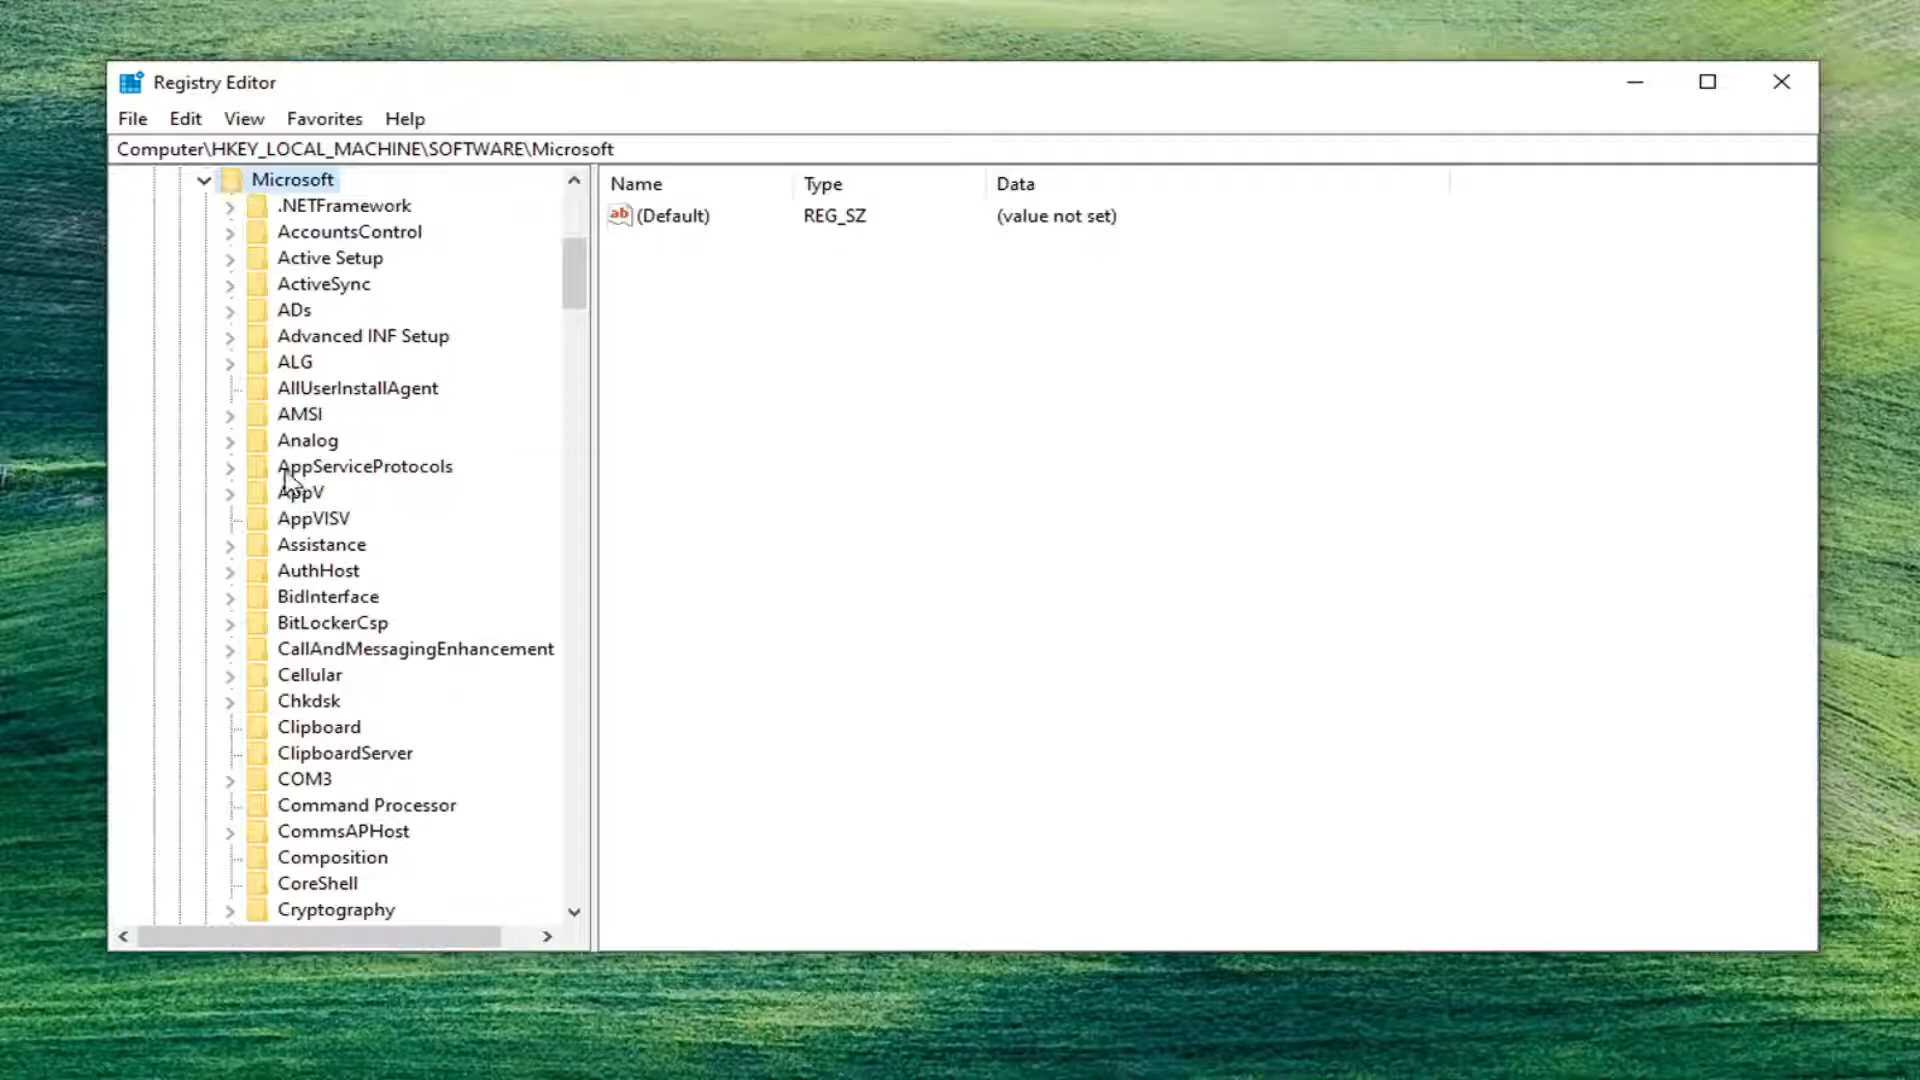 Registry Editor
File Edit View Favorites Help
Computer\HKEY_LOCAL_MACHINE\SOFTWARE\Microsoft
Microsoft
.NETFramework
AccountsControl
Active Setup
ActiveSync
ADs
Advanced INF Setup
ALG
AllUserInstallAgent
AMSI
Analog
AppServiceProtocols
AppV
AppVISV
Assistance
AuthHost
BidInterface
BitLockerCsp
CallAndMessagingEnhancement
Cellular
Chkdsk
Clipboard
ClipboardServer
COM3
Command Processor
CommsAPHost
Composition
CoreShell
Cryptography
Name Type Data
ab (Default) REG_SZ (value not set)